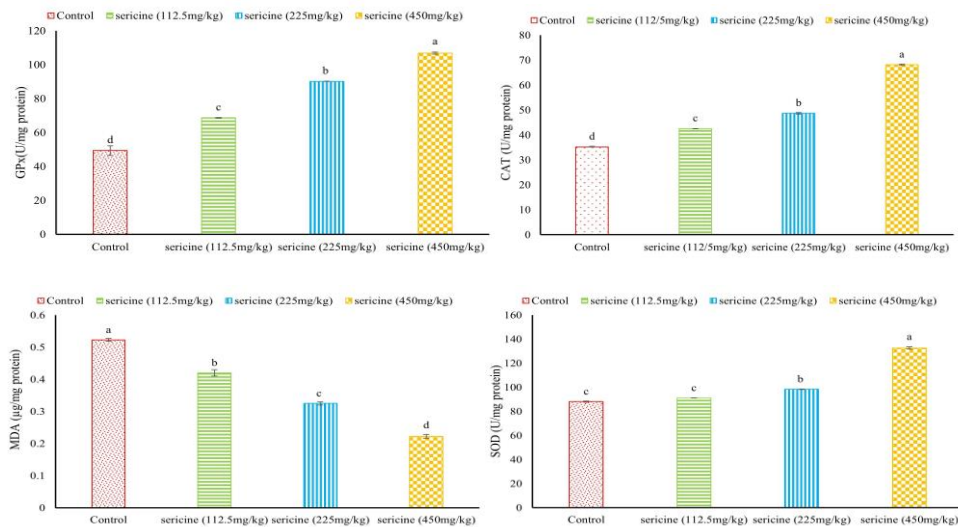 Control sericine (112.5mg/kg) sericine (225mg/kg) sericine (450mg/kg)
GPx(U/mg protein)
120
100
80
60
40
20
0
d
c
b
a
Control sericine (112.5mg/kg) sericine (225mg/kg) sericine (450mg/kg)
Control sericine (112/5mg/kg) sericine (225mg/kg) sericine (450mg/kg)
CAT (U/mg protein)
80
70
60
50
40
30
20
10
0
d
c
b
a
Control sericine (112/5mg/kg) sericine (225mg/kg) sericine (450mg/kg)
Control sericine (112.5mg/kg) sericine (225mg/kg) sericine (450mg/kg)
MDA (µg/mg protein)
0.6
0.5
0.4
0.3
0.2
0.1
0
a
b
c
d
Control sericine (112.5mg/kg) sericine (225mg/kg) sericine (450mg/kg)
Control sericine (112.5mg/kg) sericine (225mg/kg) sericine (450mg/kg)
SOD (U/mg protein)
160
140
120
100
80
60
40
20
0
c
c
b
a
Control sericine (112.5mg/kg) sericine (225mg/kg) sericine (450mg/kg)